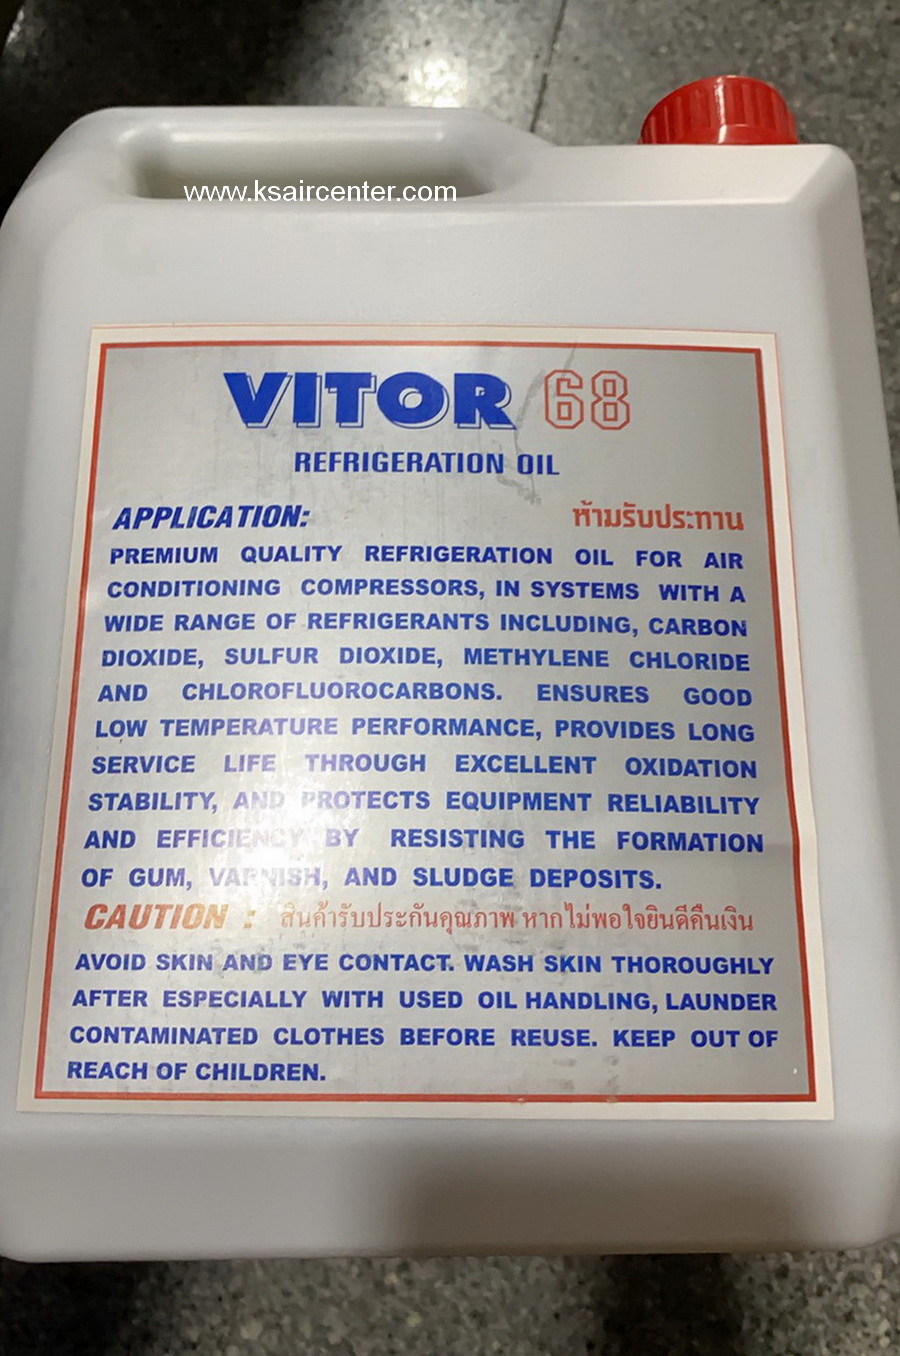 www.ksaircenter.com
VITOR 68
REFRIGERATION OIL
APPLICATION: ห้ามรับประทาน
PREMIUM QUALITY REFRIGERATION OIL FOR AIR
CONDITIONING COMPRESSORS, IN SYSTEMS WITH A
WIDE RANGE OF REFRIGERANTS INCLUDING, CARBON
DIOXIDE, SULFUR DIOXIDE, METHYLENE CHLORIDE
AND CHLOROFLUOROCARBONS. ENSURES GOOD
LOW TEMPERATURE PERFORMANCE, PROVIDES LONG
SERVICE LIFE THROUGH EXCELLENT OXIDATION
STABILITY, AND PROTECTS EQUIPMENT RELIABILITY
AND EFFICIENCY BY RESISTING THE FORMATION
OF GUM, VARNISH, AND SLUDGE DEPOSITS.
CAUTION : สินค้ารับประกันคุณภาพ หากไม่พอใจยินดีคืนเงิน
AVOID SKIN AND EYE CONTACT. WASH SKIN THOROUGHLY
AFTER ESPECIALLY WITH USED OIL HANDLING, LAUNDER
CONTAMINATED CLOTHES BEFORE REUSE. KEEP OUT OF
REACH OF CHILDREN.